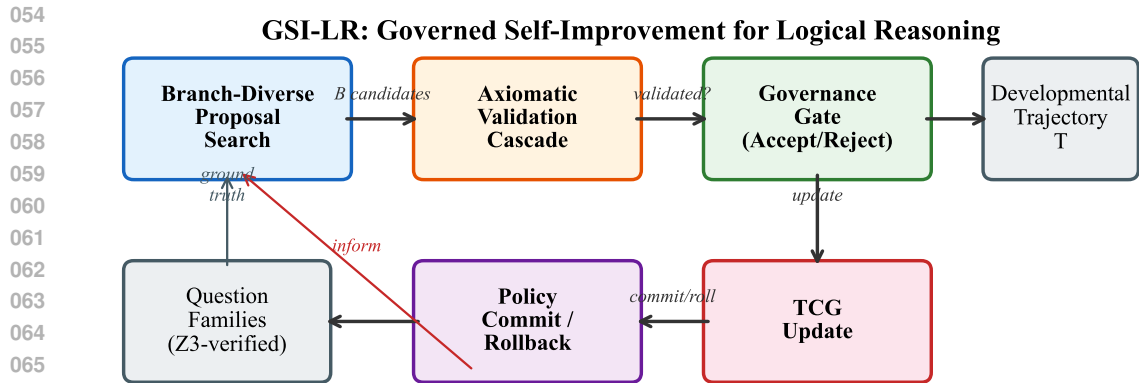 054
055
056
057
058
059
060
061
062
063
064
065
GSI-LR: Governed Self-Improvement for Logical Reasoning
Branch-Diverse
Proposal
Search
B candidates
Axiomatic
Validation
Cascade
validated?
Governance
Gate
(Accept/Reject)
Developmental
Trajectory
T
ground
truth
update
inform
Question
Families
(Z3-verified)
Policy
Commit /
Rollback
commit/roll
TCG
Update